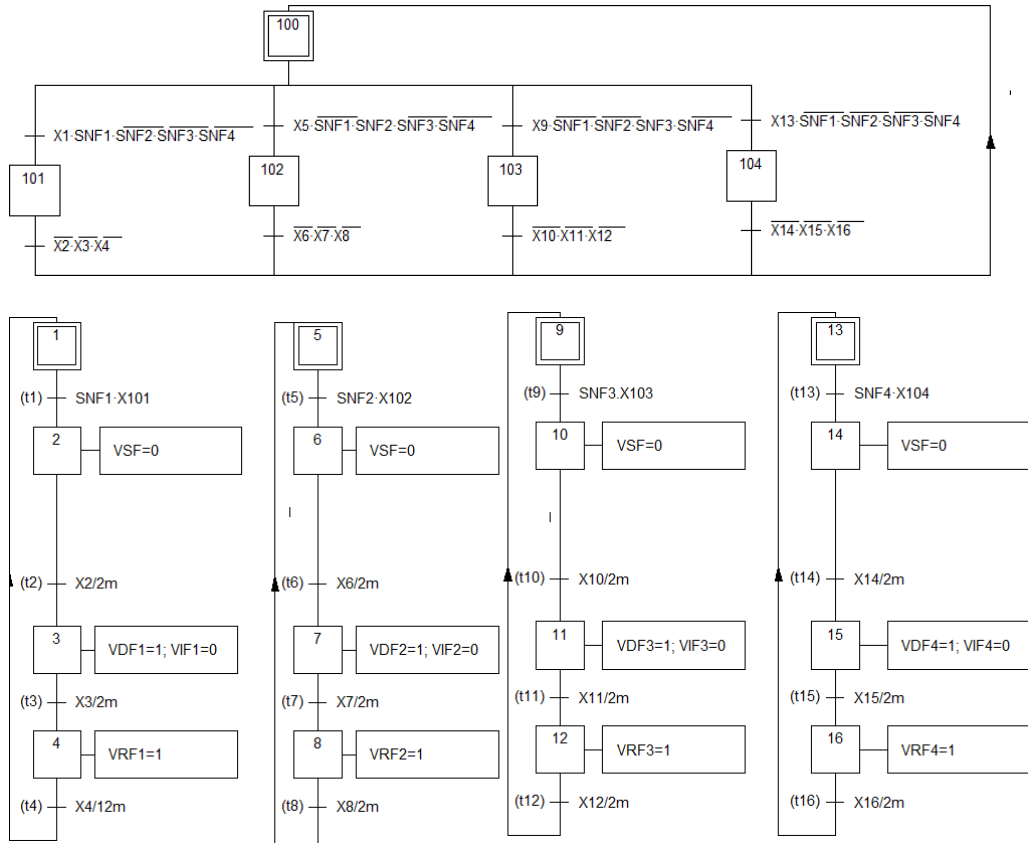 100
X1·SNF1·SNF2·SNF3·SNF4
X5·SNF1·SNF2·SNF3·SNF4
X9·SNF1·SNF2·SNF3·SNF4
X13·SNF1·SNF2·SNF3·SNF4
101
102
103
104
X2·X3·X4
X6·X7·X8
X10·X11·X12
X14·X15·X16
1
(t1) SNF1·X101
2
VSF=0
(t2) X2/2m
3
VDF1=1; VIF1=0
(t3) X3/2m
4
VRF1=1
(t4) X4/12m
5
(t5) SNF2·X102
6
VSF=0
(t6) X6/2m
7
VDF2=1; VIF2=0
(t7) X7/2m
8
VRF2=1
(t8) X8/2m
9
(t9) SNF3.X103
10
VSF=0
(t10) X10/2m
11
VDF3=1; VIF3=0
(t11) X11/2m
12
VRF3=1
(t12) X12/2m
13
(t13) SNF4·X104
14
VSF=0
(t14) X14/2m
15
VDF4=1; VIF4=0
(t15) X15/2m
16
VRF4=1
(t16) X16/2m